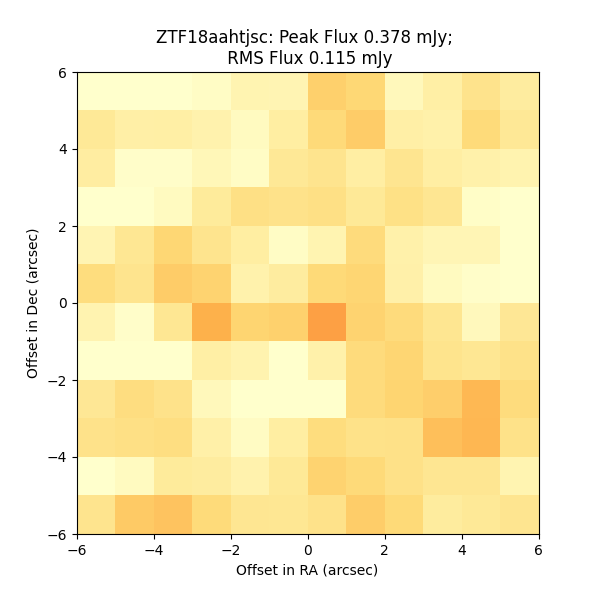 ZTF18aahtjsc: Peak Flux 0.378 mJy;
RMS Flux 0.115 mJy
6
4
2
0
−2
−4
−6
Offset in Dec (arcsec)
−6 −4 −2 0 2 4 6
Offset in RA (arcsec)